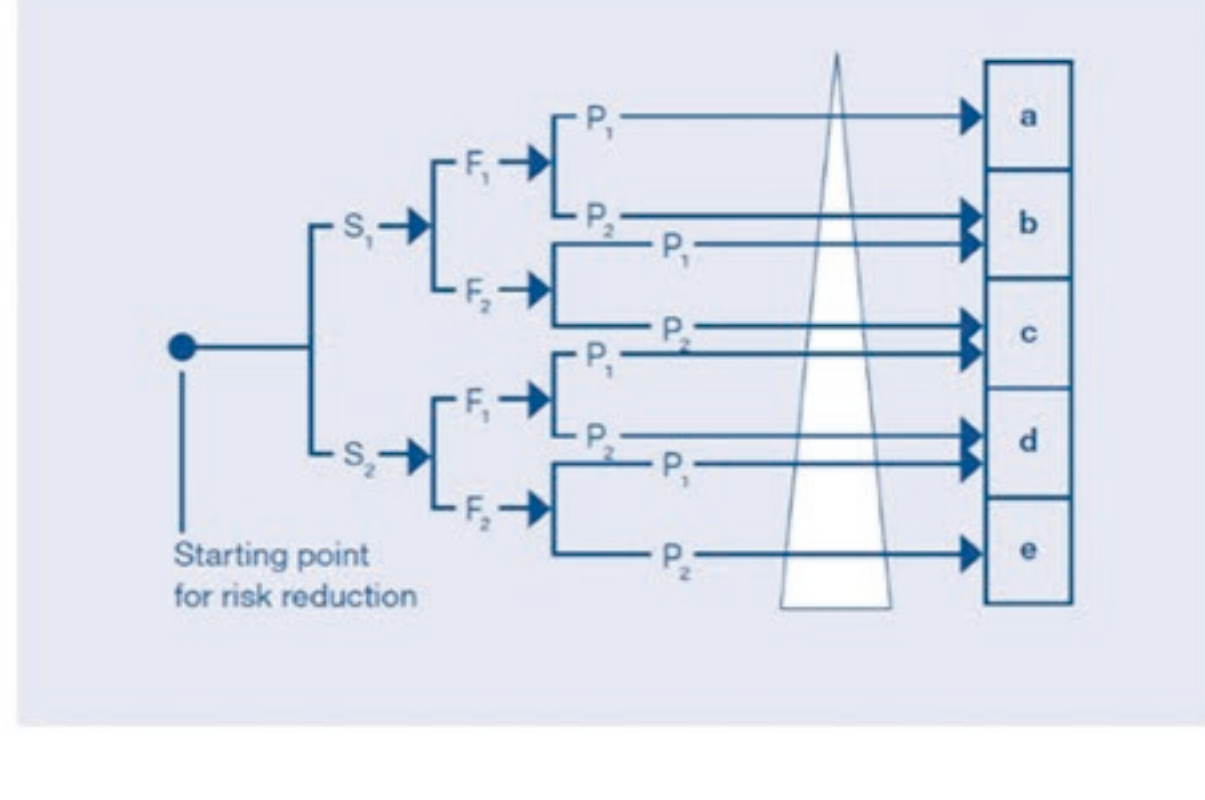 P₁
a
F₁
S₁
P₂
b
P₁
F₂
P₂
c
P₁
F₁
S₂
P₂
d
P₁
F₂
P₂
e
Starting point
for risk reduction